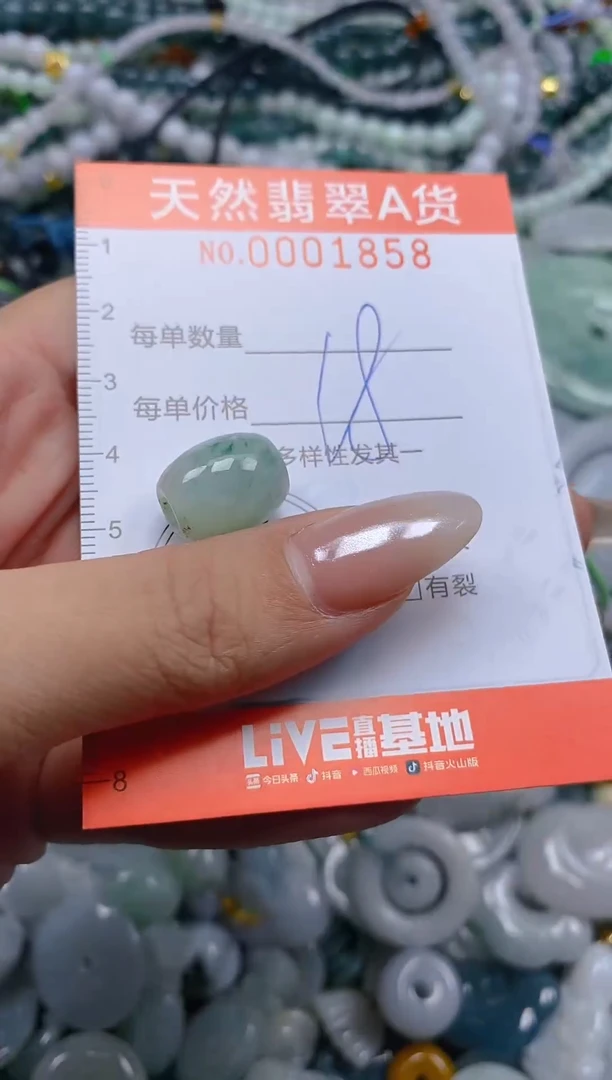 天然翡翠A货
NO.0001858
1
2
3
4
5
8
每单数量
18
每单价格
多样性发其一
有裂
LiVE直播基地
今日头条 抖音 西瓜视频 抖音火山版